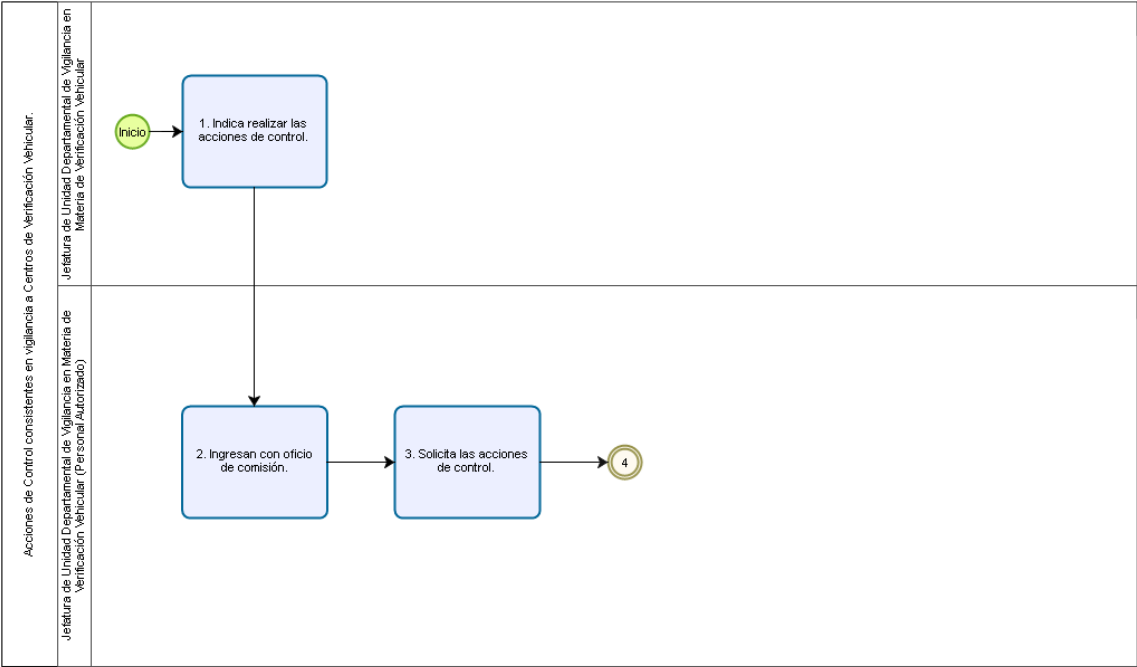 Acciones de Control consistentes en vigilancia a Centros de Verificación Vehicular.
Jefatura de Unidad Departamental de Vigilancia en
Materia de Verificación Vehicular
Inicio
1. Indica realizar las
acciones de control.
Jefatura de Unidad Departamental de Vigilancia en Materia de
Verificación Vehicular (Personal Autorizado)
2. Ingresan con oficio
de comisión.
3. Solicita las acciones
de control.
4